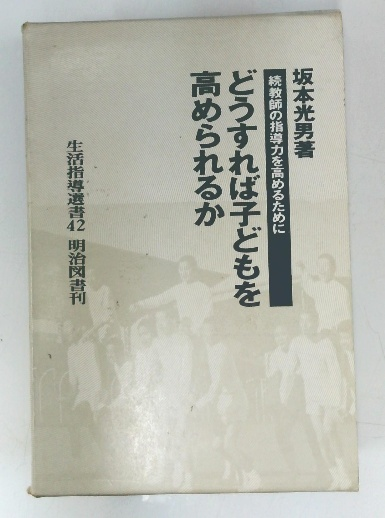 坂本光男著
続教師の指導力を高めるために
どうすれば子どもを
高められるか
生活指導選書42 明治図書刊